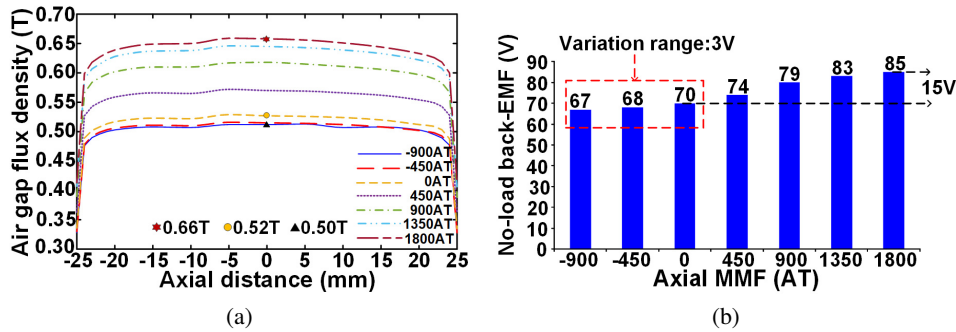 Air gap flux density (T)
0.70
0.65
0.60
0.55
0.50
0.45
0.40
0.35
0.30
-25 -20 -15 -10 -5 0 5 10 15 20 25
Axial distance (mm)
0.66T 0.52T 0.50T
-900AT
-450AT
0AT
450AT
900AT
1350AT
1800AT
(a)
No-load back-EMF (V)
Variation range:3V
90
80
70
60
50
40
30
20
10
0
67 68 70 74 79 83 85
15V
-900 -450 0 450 900 1350 1800
Axial MMF (AT)
(b)